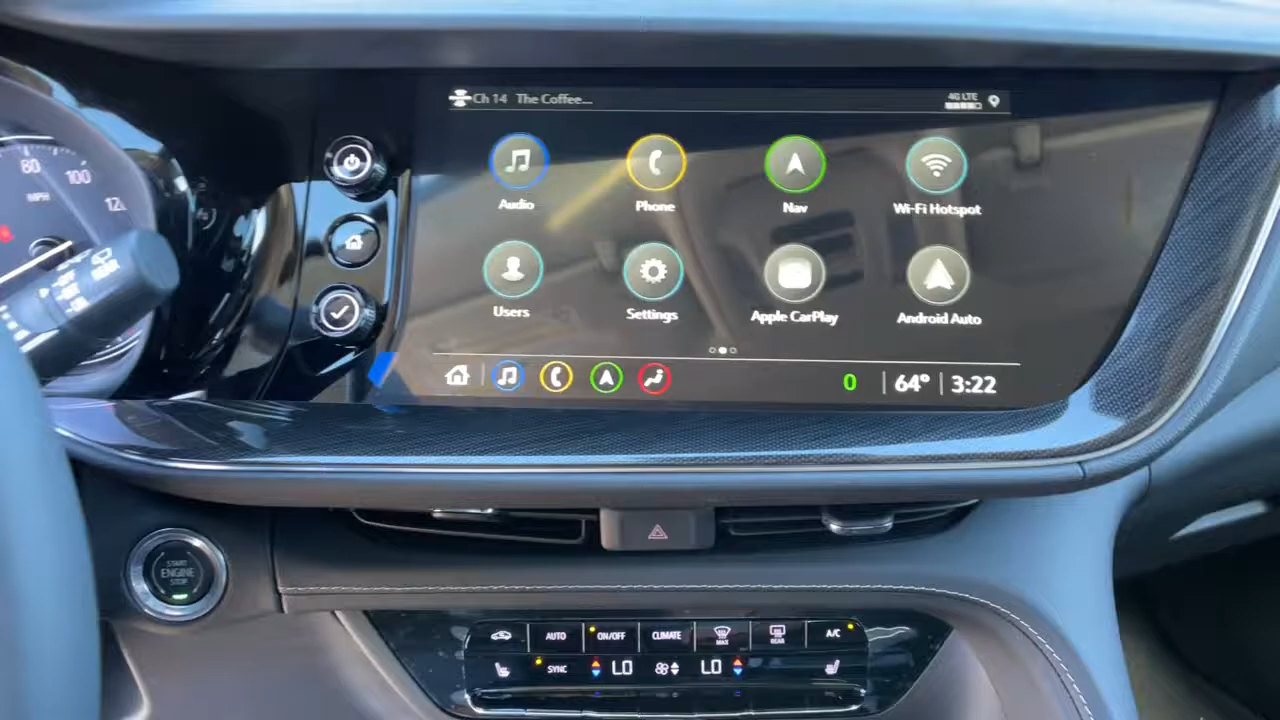 Ch 14 The Coffee...
4G LTE
80
100
MPH
Audio
Phone
Nav
Wi-Fi Hotspot
REAR
Users
Settings
Apple CarPlay
Android Auto
0
64°
3:22
START
ENGINE
STOP
AUTO
ON/OFF
CLIMATE
MAX
REAR
A/C
SYNC
LO
LO